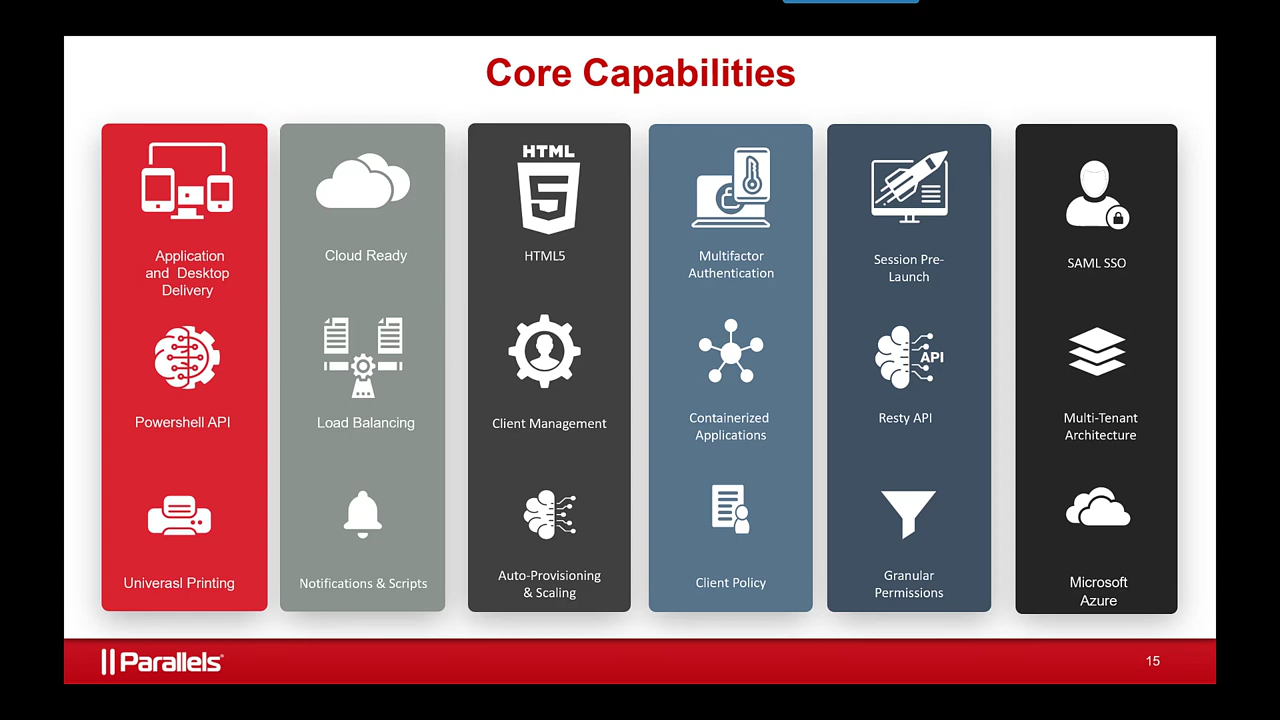 Core Capabilities
HTML
5
Application
and Desktop
Delivery
Cloud Ready
HTML5
Multifactor
Authentication
Session Pre-
Launch
SAML SSO
API
Powershell API
Load Balancing
Client Management
Containerized
Applications
Resty API
Multi-Tenant
Architecture
Univerasl Printing
Notifications & Scripts
Auto-Provisioning
& Scaling
Client Policy
Granular
Permissions
Microsoft
Azure
Parallels
15